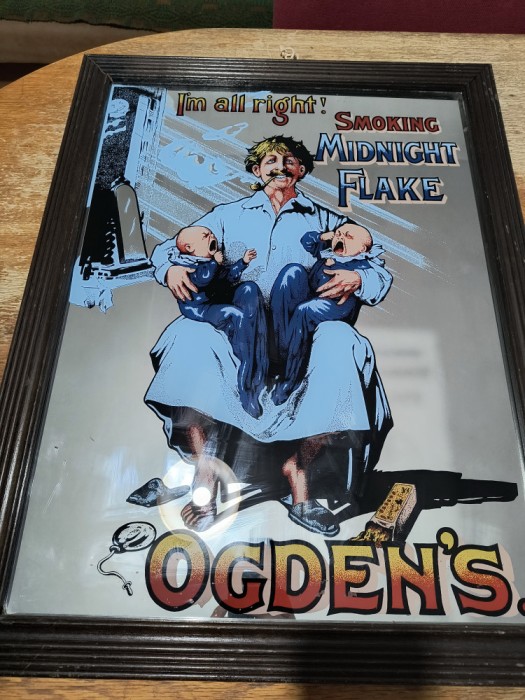 I'm all right!
SMOKING
MIDNIGHT
FLAKE
OGDEN'S.